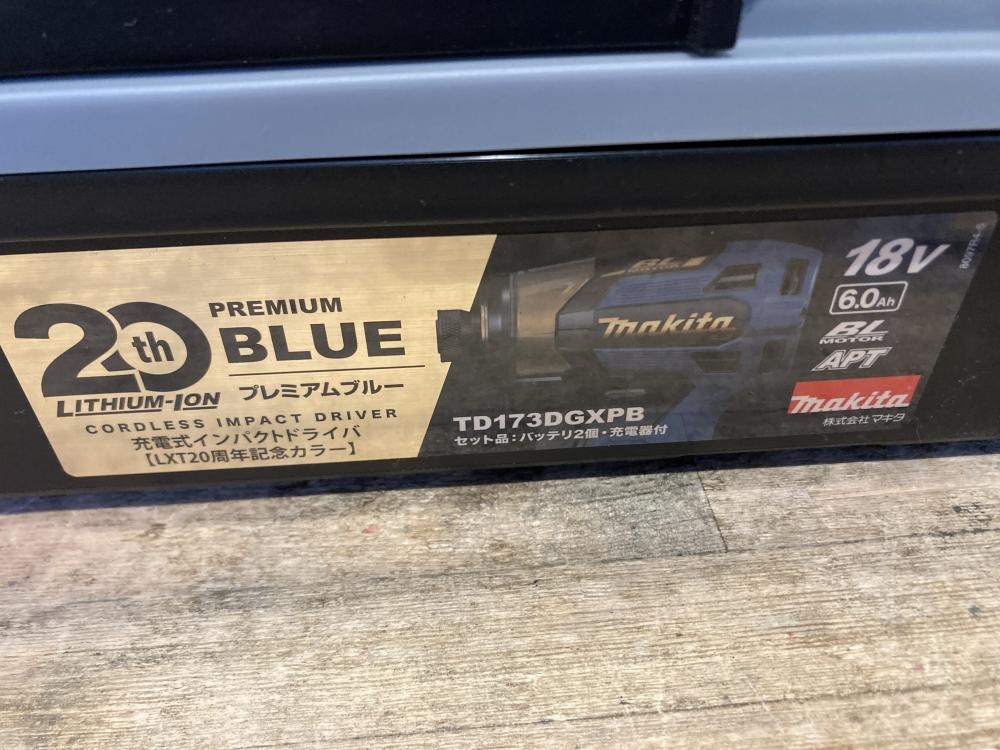 20th
LITHIUM-ION
PREMIUM
BLUE
プレミアムブルー
CORDLESS IMPACT DRIVER
充電式インパクトドライバ
【LXT20周年記念カラー】
BL
MOTOR
makita
TD173DGXPB
セット品：バッテリ2個・充電器付
18V
6.0Ah
BL
MOTOR
APT
makita
株式会社マキタ